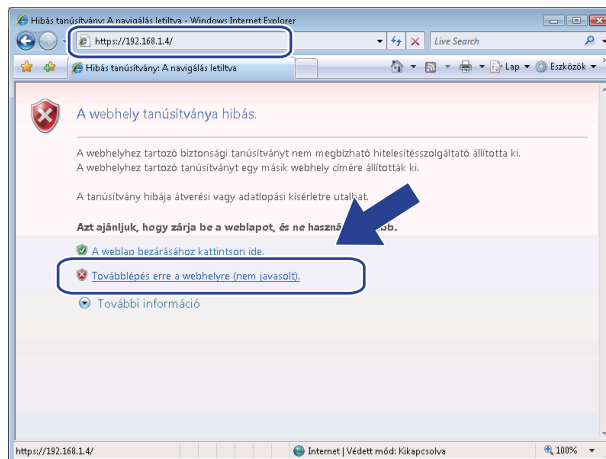 Hibás tanúsítvány: A navigálás letiltva - Windows Internet Explorer
https://192.168.1.4/
Live Search
Hibás tanúsítvány: A navigálás letiltva
Lap
Eszközök
A webhely tanúsítványa hibás.
A webhelyhez tartozó biztonsági tanúsítványt nem megbízható hitelesítésszolgáltató állította ki.
A webhelyhez tartozó tanúsítványt egy másik webhely címére állították ki.
A tanúsítvány hibája átverési vagy adatlopási kísérletre utalhat.
Azt ajánljuk, hogy zárja be a weblapot, és ne
A weblap bezárásához kattintson ide.
Továbblépés erre a webhelyre (nem javasolt).
További információ
https://192.168.1.4/
Internet | Védett mód: Kikapcsolva
100%